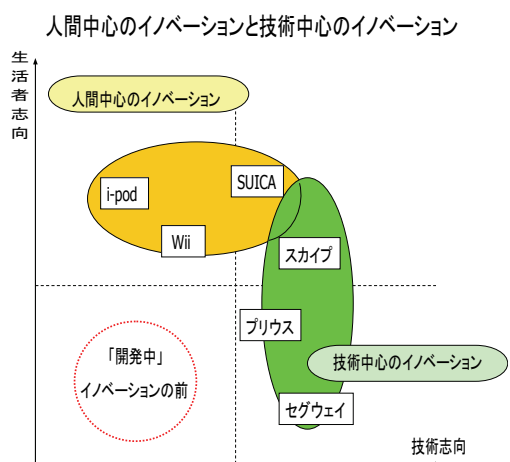 人間中心のイノベーションと技術中心のイノベーション
生活者志向
人間中心のイノベーション
i-pod
SUICA
Wii
スカイプ
プリウス
「開発中」
イノベーションの前
技術中心のイノベーション
セグウェイ
技術志向